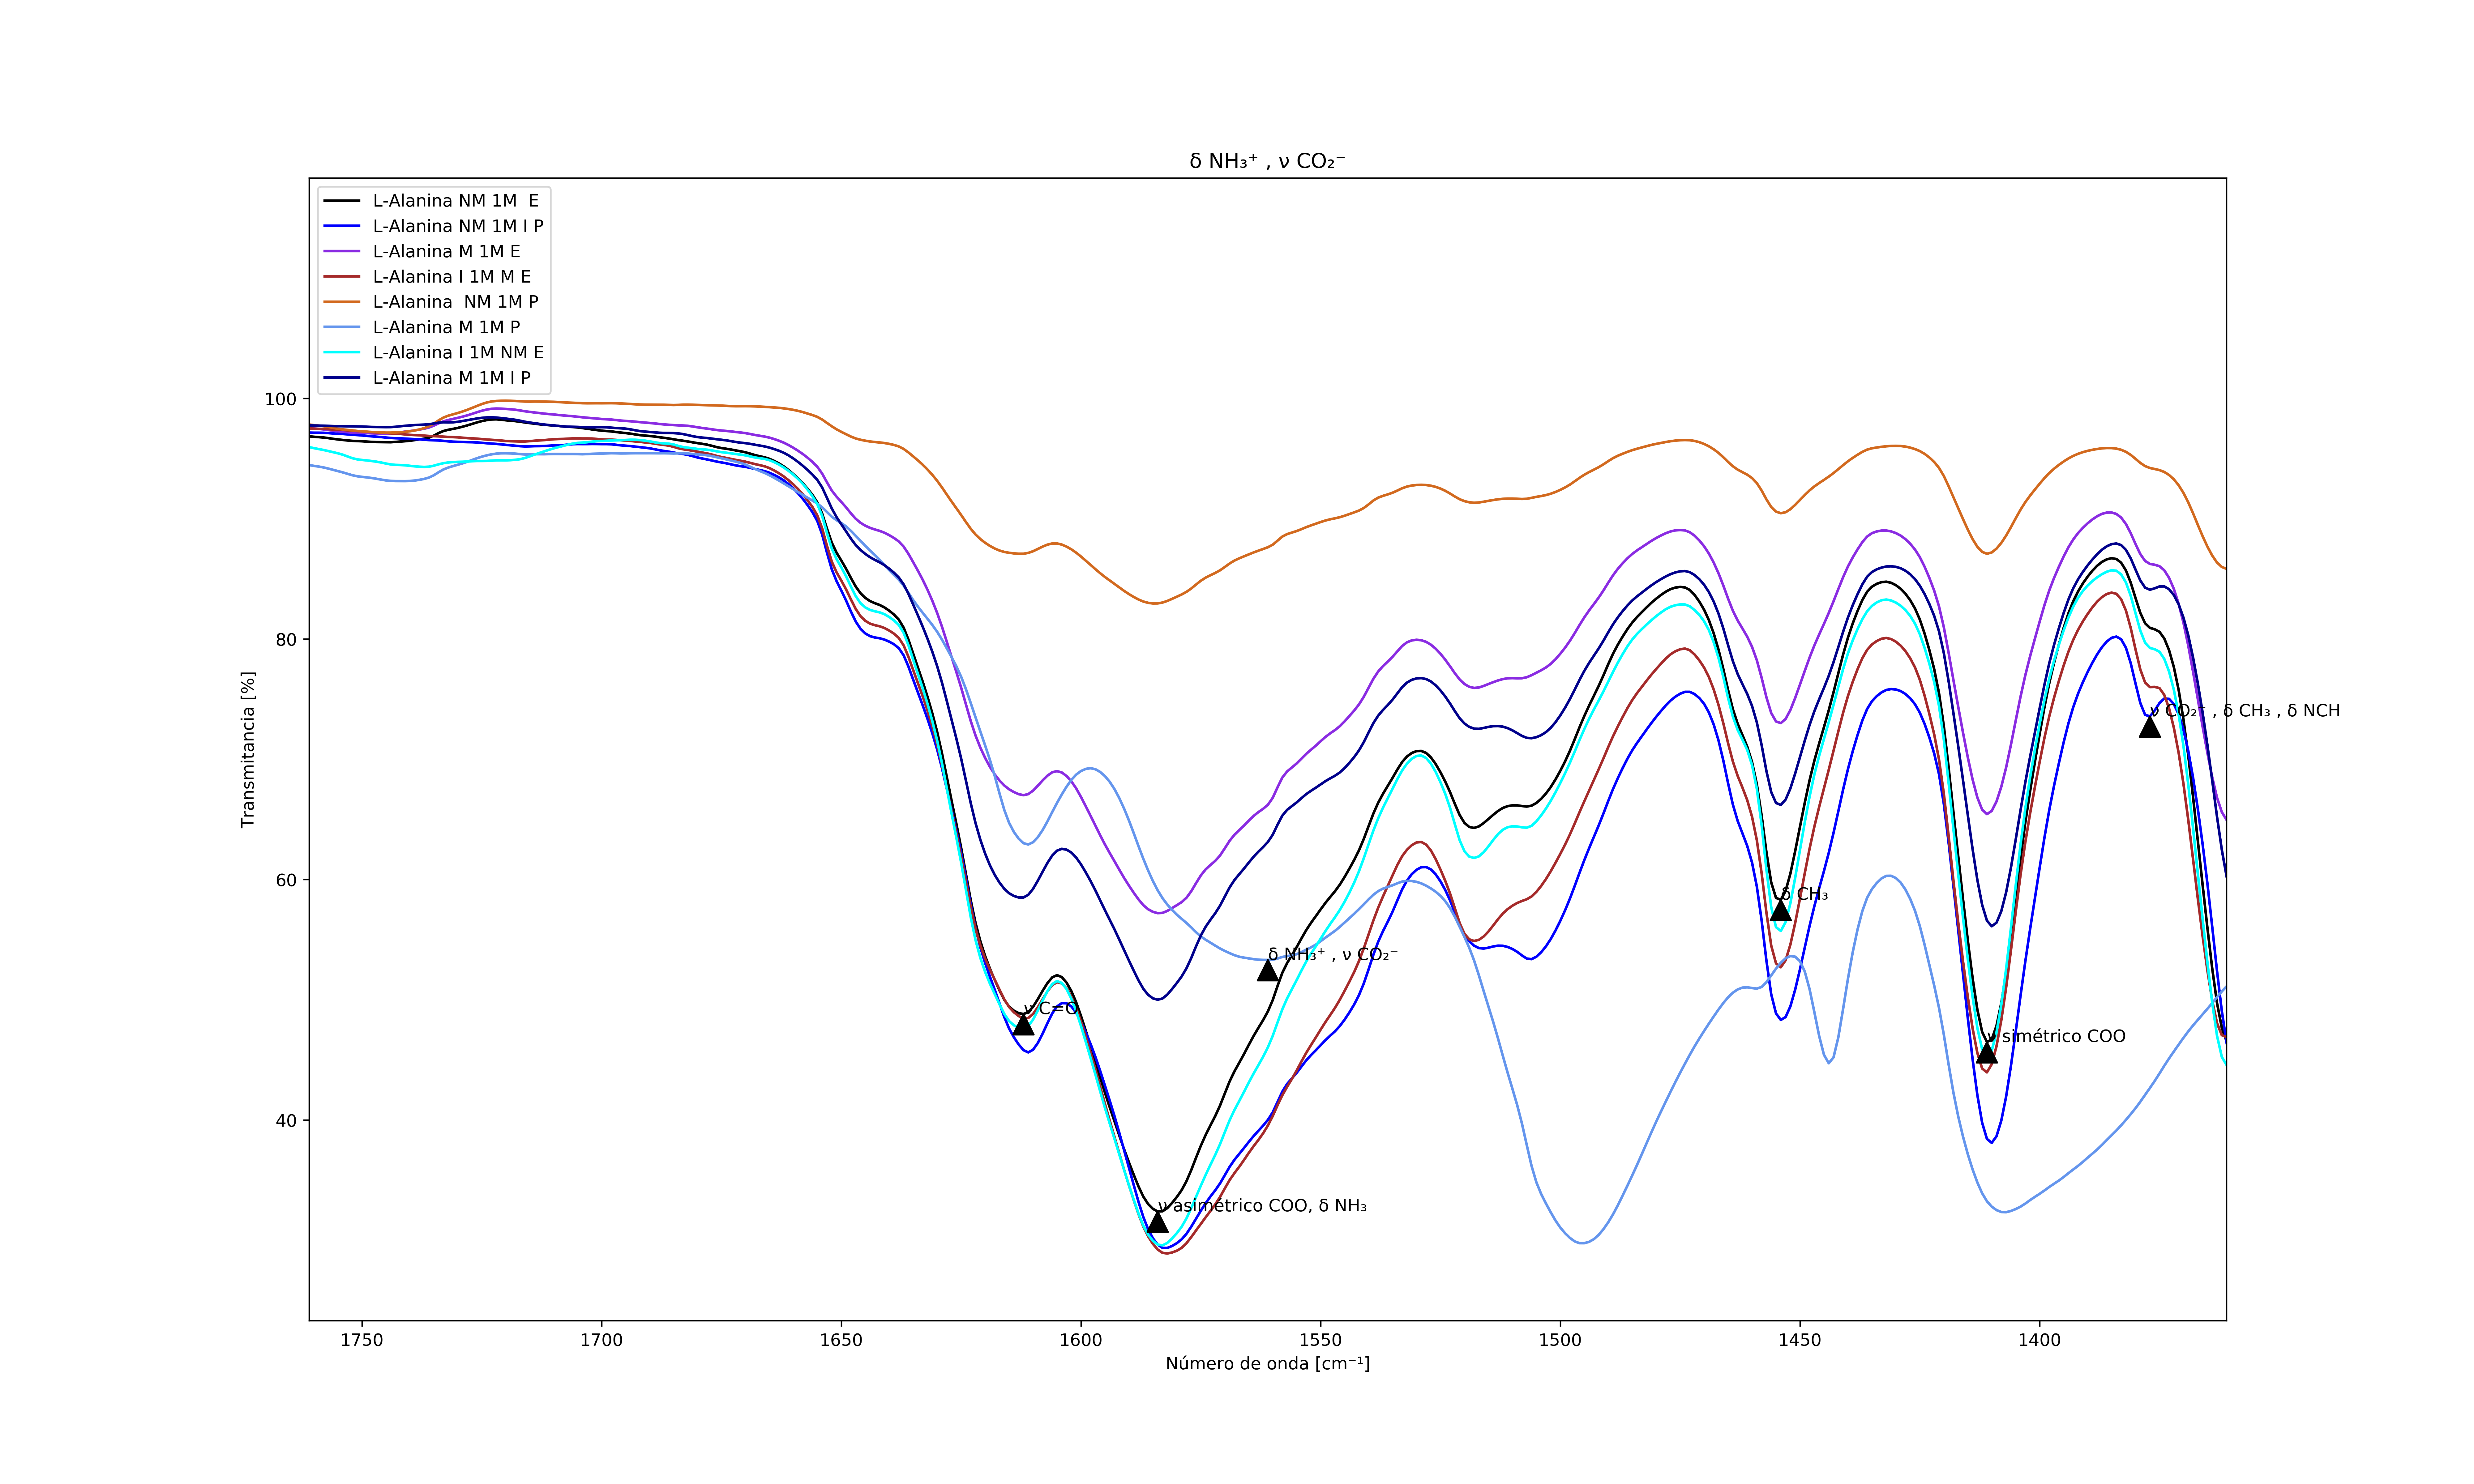 δ NH₃⁺ , ν CO₂⁻
L-Alanina NM 1M  E
L-Alanina NM 1M I P
L-Alanina M 1M E
L-Alanina I 1M M E
L-Alanina  NM 1M P
L-Alanina M 1M P
L-Alanina I 1M NM E
L-Alanina M 1M I P
100
80
60
40
Transmitancia [%]
ν CO₂⁻ , δ CH₃ , δ NCH
δ CH₃
δ NH₃⁺ , ν CO₂⁻
ν C=O
ν simétrico COO
ν asimétrico COO, δ NH₃
1750 1700 1650 1600 1550 1500 1450 1400
Número de onda [cm⁻¹]